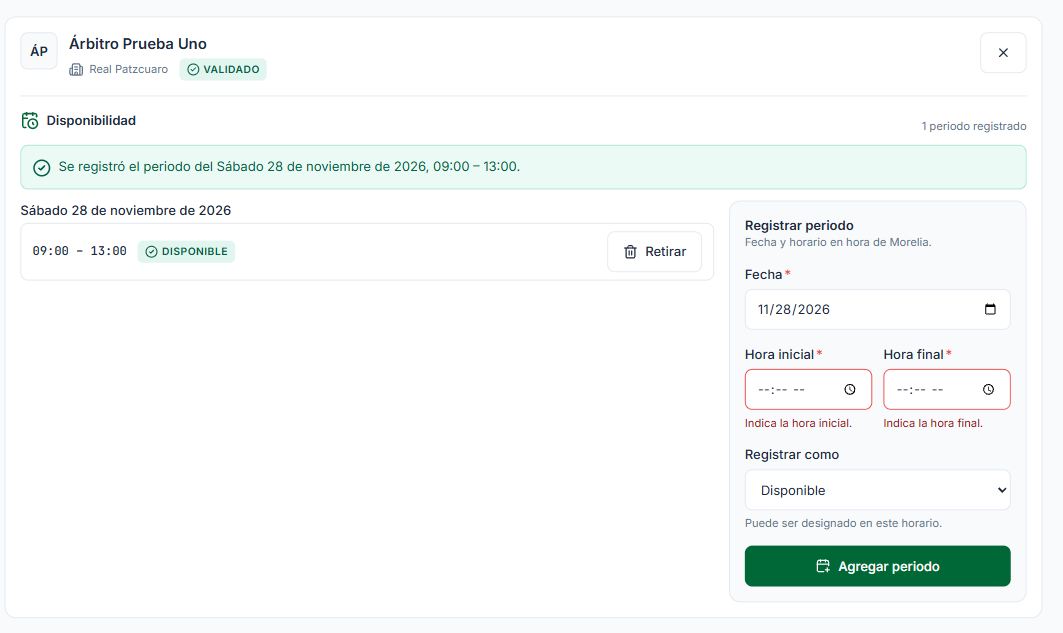 ÁP
Árbitro Prueba Uno
Real Patzcuaro
VALIDADO
Disponibilidad
1 periodo registrado
Se registró el periodo del Sábado 28 de noviembre de 2026, 09:00 – 13:00.
Sábado 28 de noviembre de 2026
09:00 – 13:00
DISPONIBLE
Retirar
Registrar periodo
Fecha y horario en hora de Morelia.
Fecha*
11/28/2026
Hora inicial* Hora final*
--:-- -- --:-- --
Indica la hora inicial. Indica la hora final.
Registrar como
Disponible
Puede ser designado en este horario.
Agregar periodo